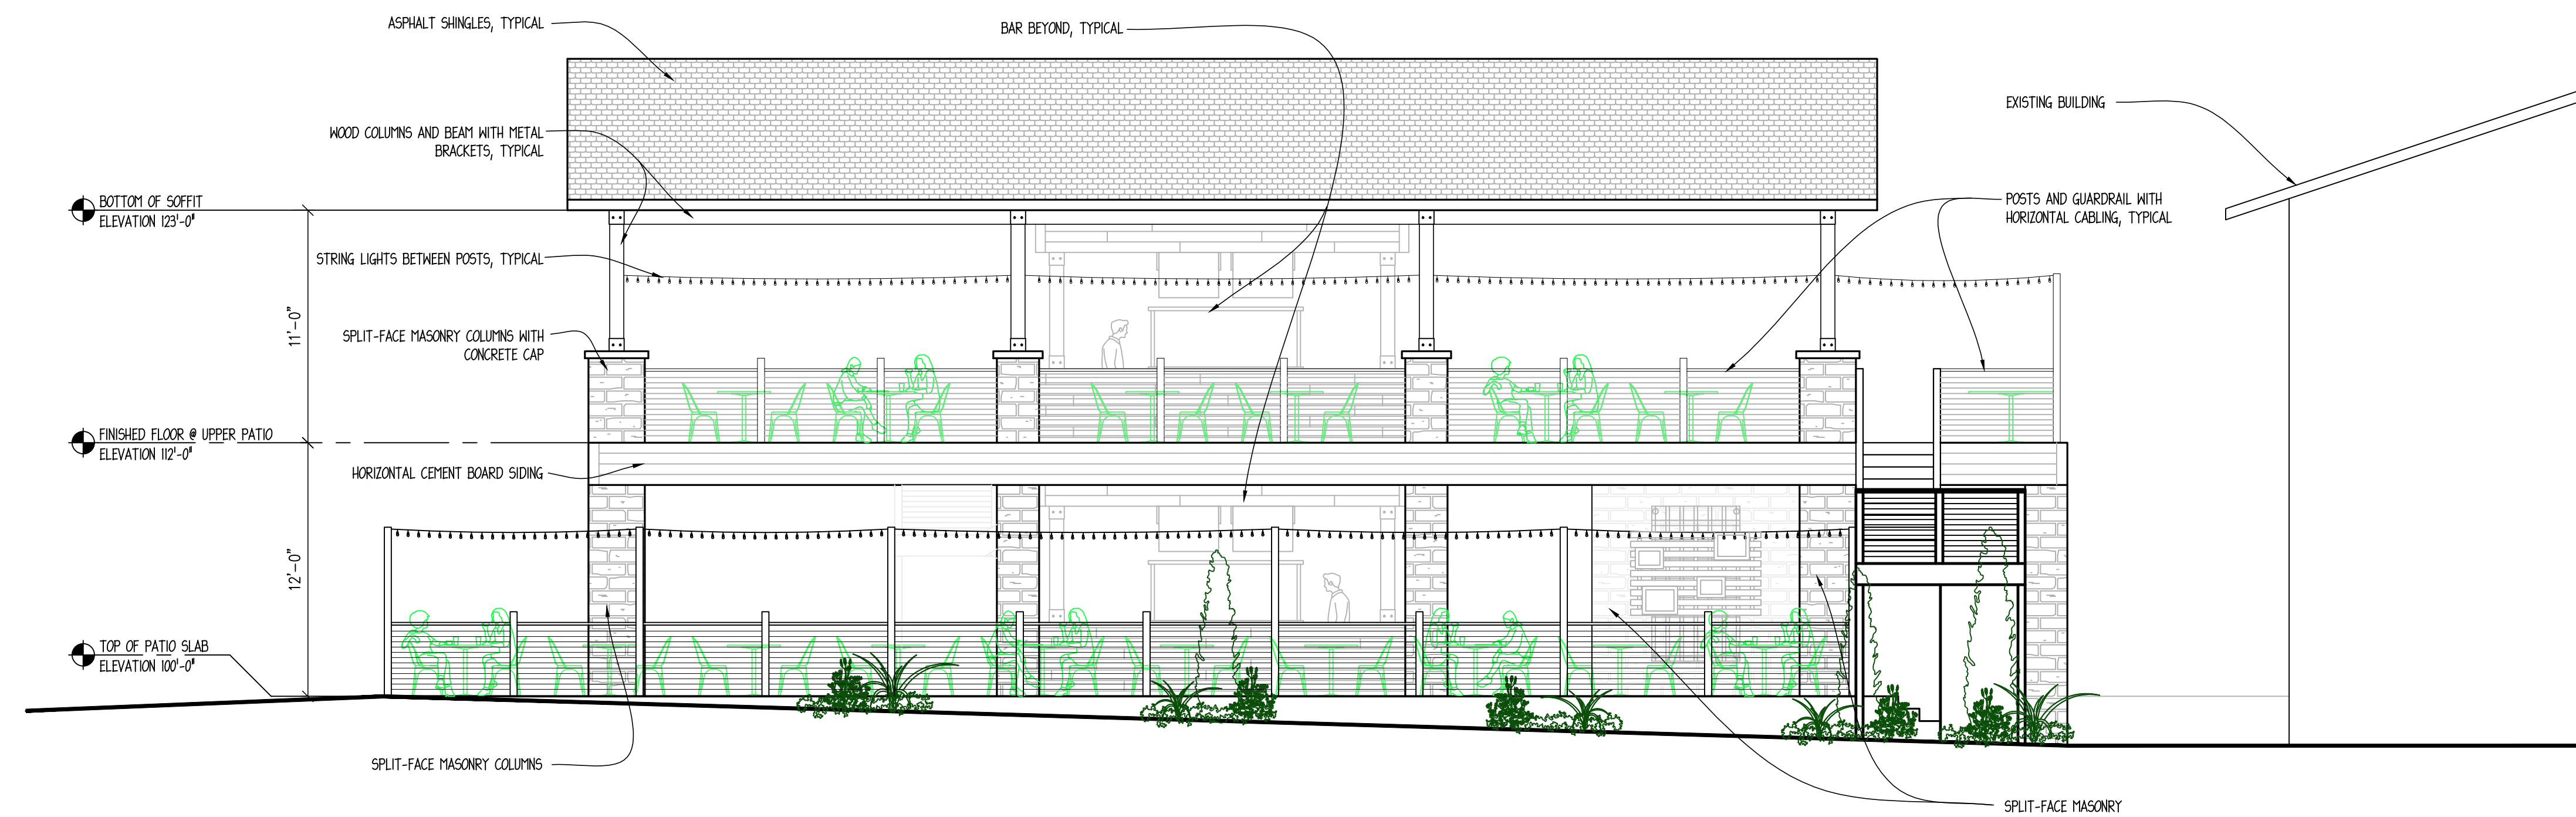 ASPHALT SHINGLES, TYPICAL
BAR BEYOND, TYPICAL
EXISTING BUILDING
WOOD COLUMNS AND BEAM WITH METAL
BRACKETS, TYPICAL
BOTTOM OF SOFFIT
ELEVATION 123'-0"
POSTS AND GUARDRAIL WITH
HORIZONTAL CABLING, TYPICAL
STRING LIGHTS BETWEEN POSTS, TYPICAL
11'-0"
SPLIT-FACE MASONRY COLUMNS WITH
CONCRETE CAP
FINISHED FLOOR @ UPPER PATIO
ELEVATION 112'-0"
HORIZONTAL CEMENT BOARD SIDING
12'-0"
TOP OF PATIO SLAB
ELEVATION 100'-0"
SPLIT-FACE MASONRY COLUMNS
SPLIT-FACE MASONRY